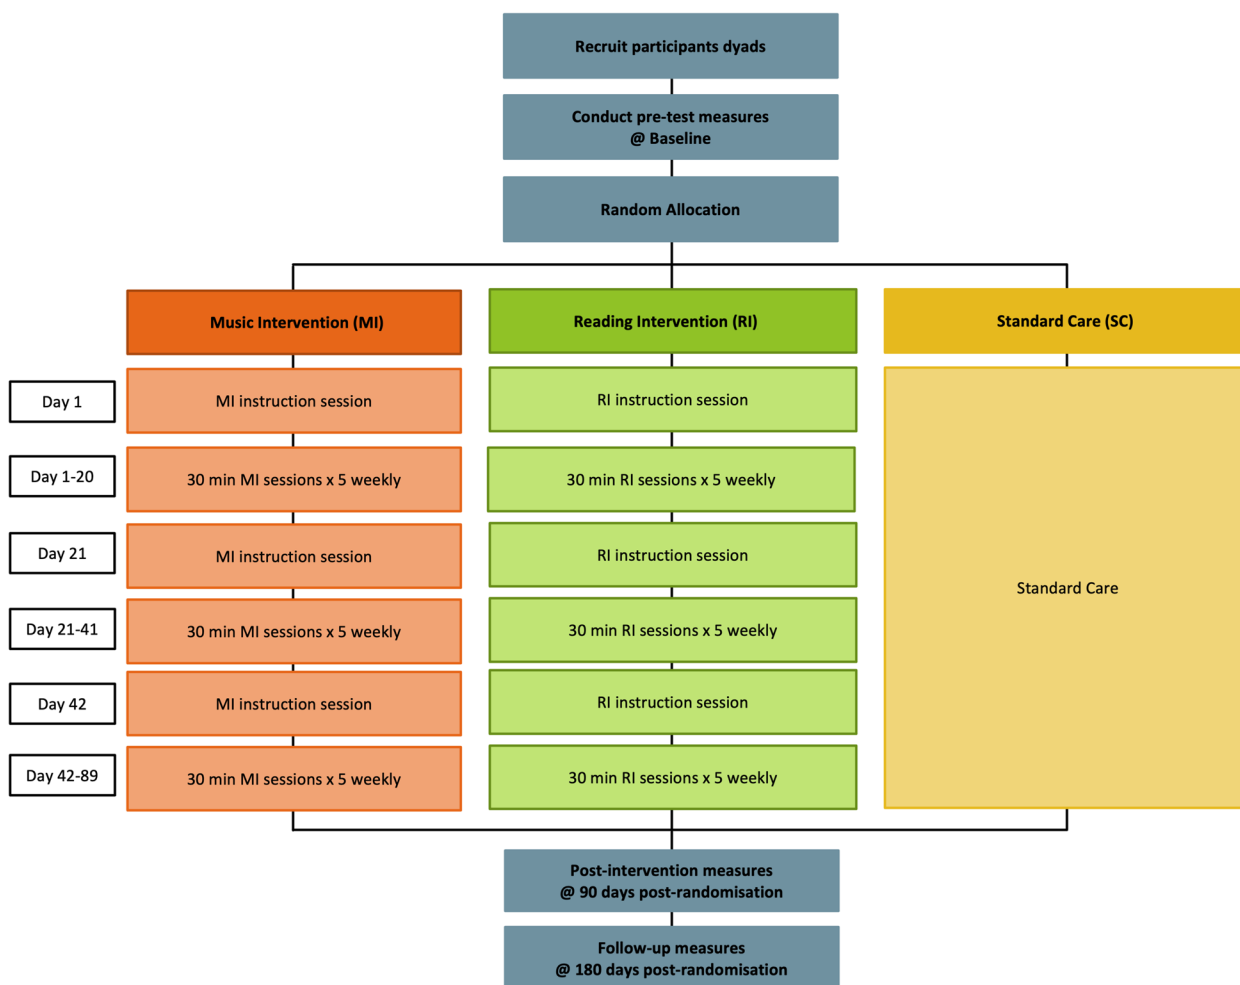 Recruit participants dyads
Conduct pre-test measures
@ Baseline
Random Allocation
Music Intervention (MI)
Reading Intervention (RI)
Standard Care (SC)
Day 1
MI instruction session
RI instruction session
Day 1-20
30 min MI sessions x 5 weekly
30 min RI sessions x 5 weekly
Day 21
MI instruction session
RI instruction session
Standard Care
Day 21-41
30 min MI sessions x 5 weekly
30 min RI sessions x 5 weekly
Day 42
MI instruction session
RI instruction session
Day 42-89
30 min MI sessions x 5 weekly
30 min RI sessions x 5 weekly
Post-intervention measures
@ 90 days post-randomisation
Follow-up measures
@ 180 days post-randomisation